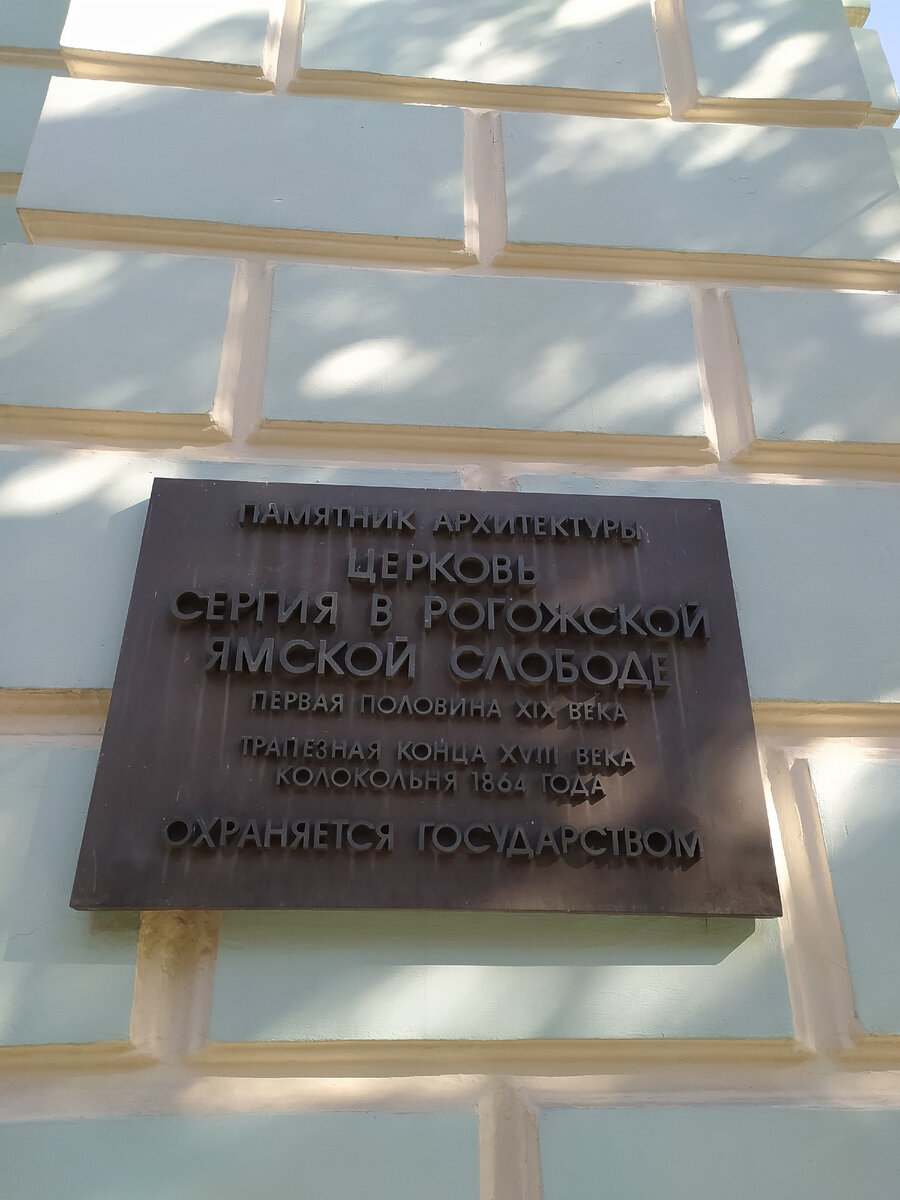 ПАМЯТНИК АРХИТЕКТУРЫ
ЦЕРКОВЬ
СЕРГИЯ В РОГОЖСКОЙ
ЯМСКОЙ СЛОБОДЕ
ПЕРВАЯ ПОЛОВИНА XIX ВЕКА
ТРАПЕЗНАЯ КОНЦА XVIII ВЕКА
КОЛОКОЛЬНЯ 1864 ГОДА
ОХРАНЯЕТСЯ ГОСУДАРСТВОМ